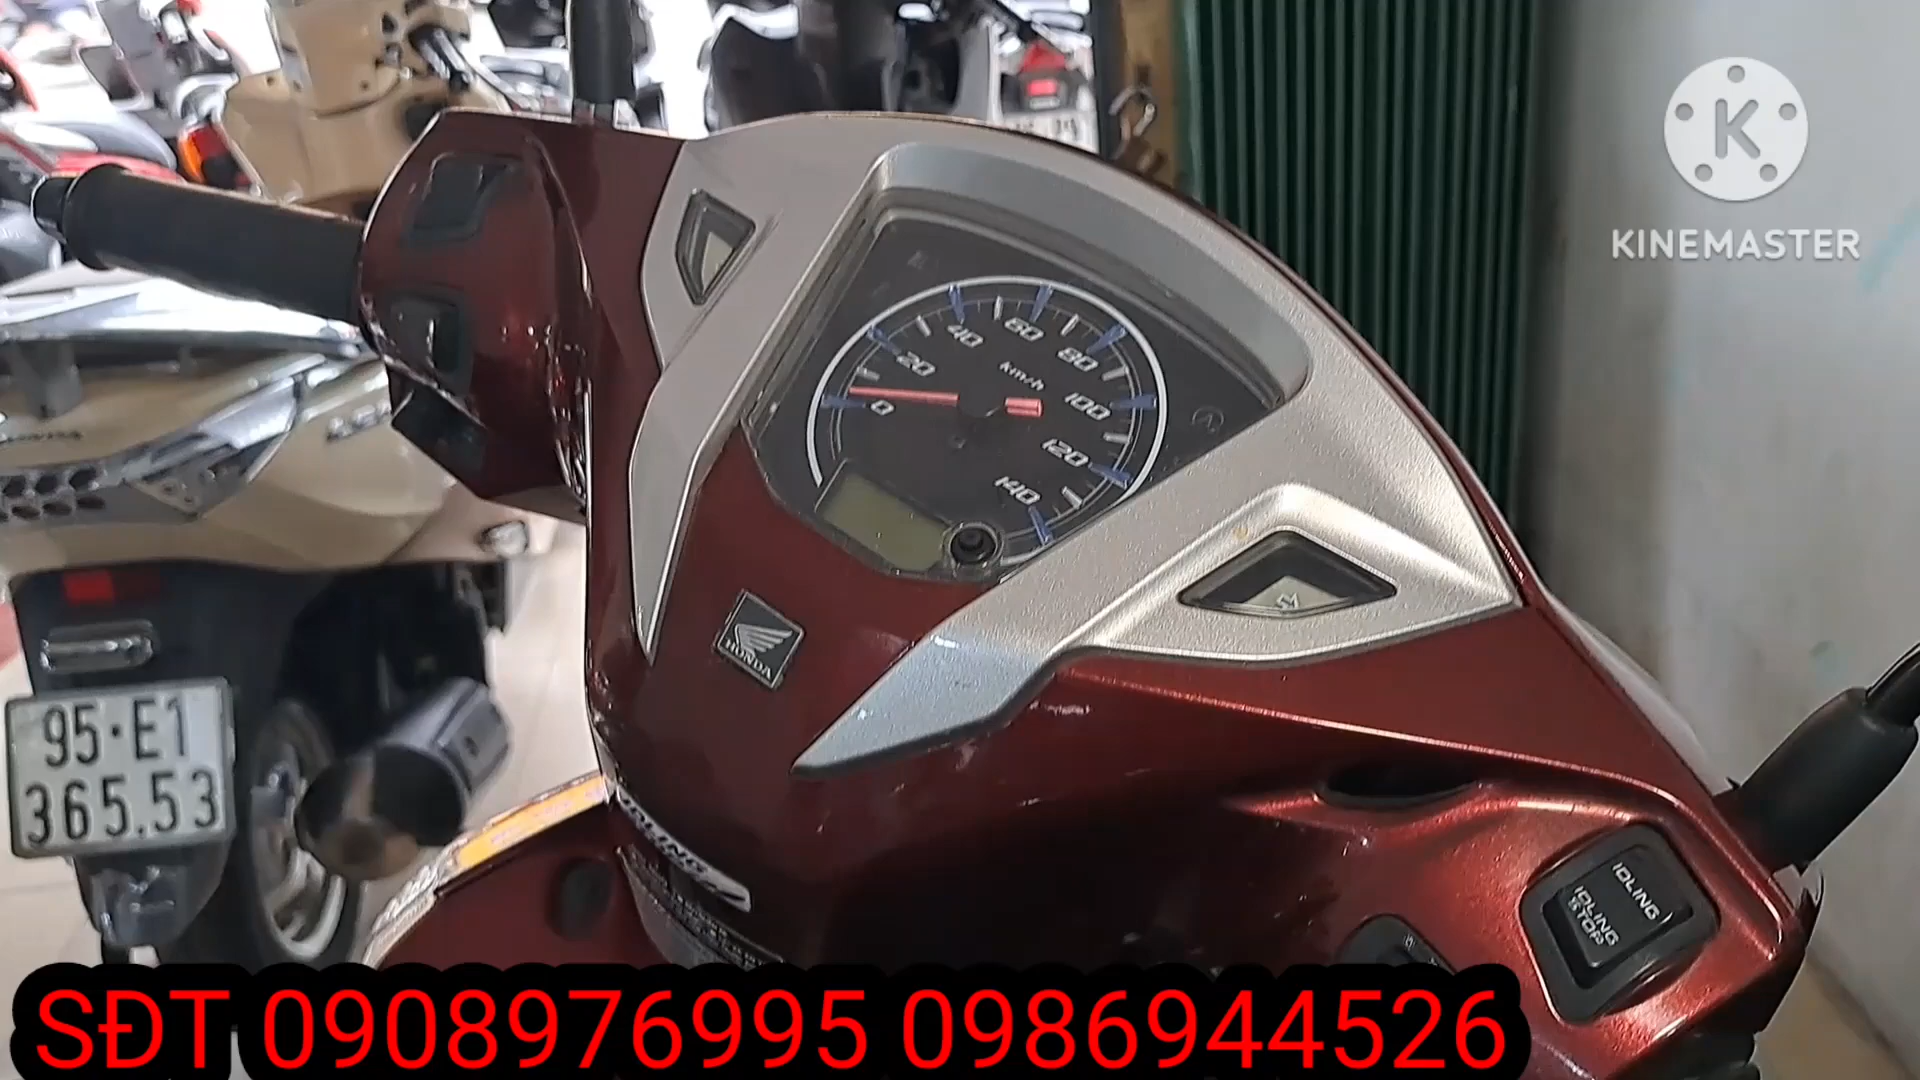 KINEMASTER
0
20
40
60
80
100
120
140
km/h
HONDA
95-E1
365.53
IDLING
IDLING
IDLING
STOP
SĐT 0908976995 0986944526